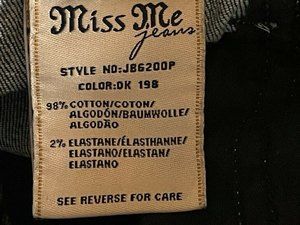 Miss Me
jeans
STYLE NO:JB6200P
COLOR:DK 198
98% COTTON/COTON/
ALGODÓN/BAUMWOLLE/
ALGODÃO
2% ELASTANE/ÉLASTHANNE/
ELASTANO/ELASTAN/
ELASTANO
SEE REVERSE FOR CARE